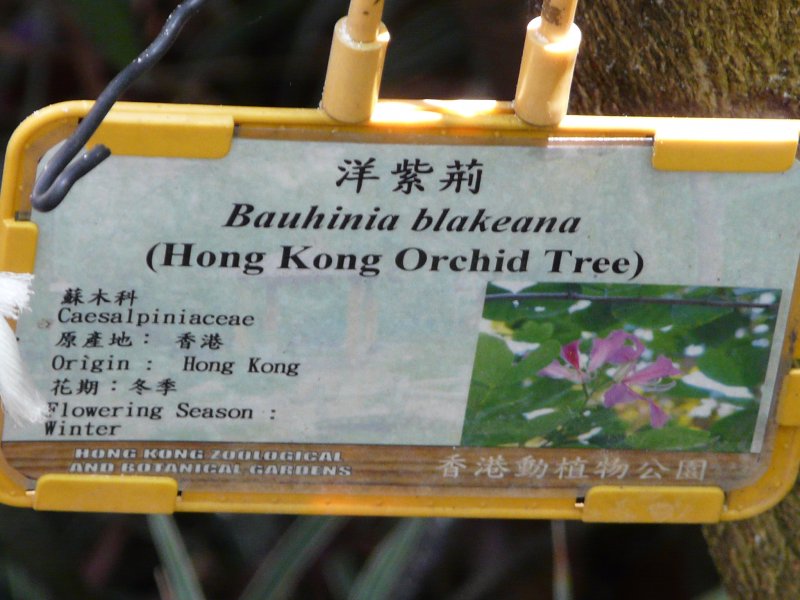 洋紫荊
Bauhinia blakeana
(Hong Kong Orchid Tree)
蘇木科
Caesalpiniaceae
原產地： 香港
Origin : Hong Kong
花期：冬季
Flowering Season :
Winter
HONG KONG ZOOLOGICAL
AND BOTANICAL GARDENS
香港動植物公園